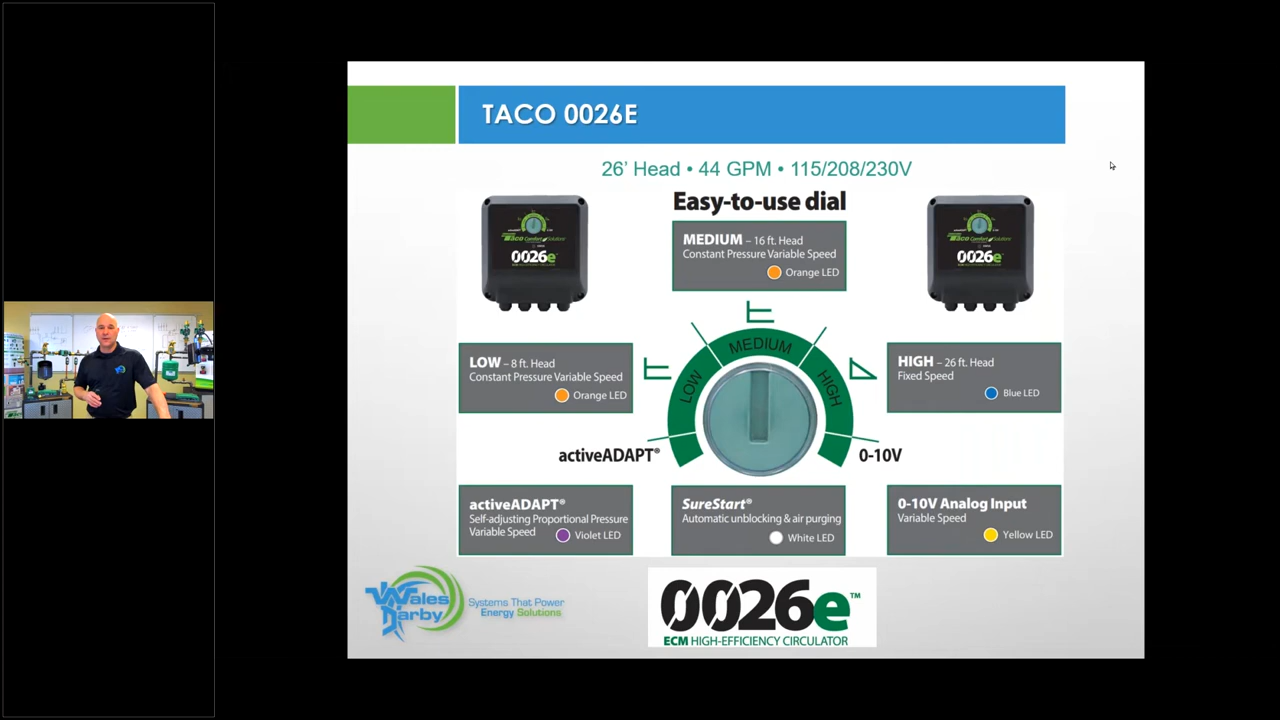 TACO 0026E
26' Head • 44 GPM • 115/208/230V
Easy-to-use dial
MEDIUM – 16 ft. Head
Constant Pressure Variable Speed
Orange LED
0026e
0026e
LOW – 8 ft. Head
Constant Pressure Variable Speed
Orange LED
LOW
MEDIUM
HIGH
HIGH – 26 ft. Head
Fixed Speed
Blue LED
activeADAPT®
0-10V
activeADAPT®
Self-adjusting Proportional Pressure
Variable Speed
Violet LED
SureStart®
Automatic unblocking & air purging
White LED
0-10V Analog Input
Variable Speed
Yellow LED
Wales Darby
Systems That Power
Energy Solutions
0026e™
ECM HIGH-EFFICIENCY CIRCULATOR